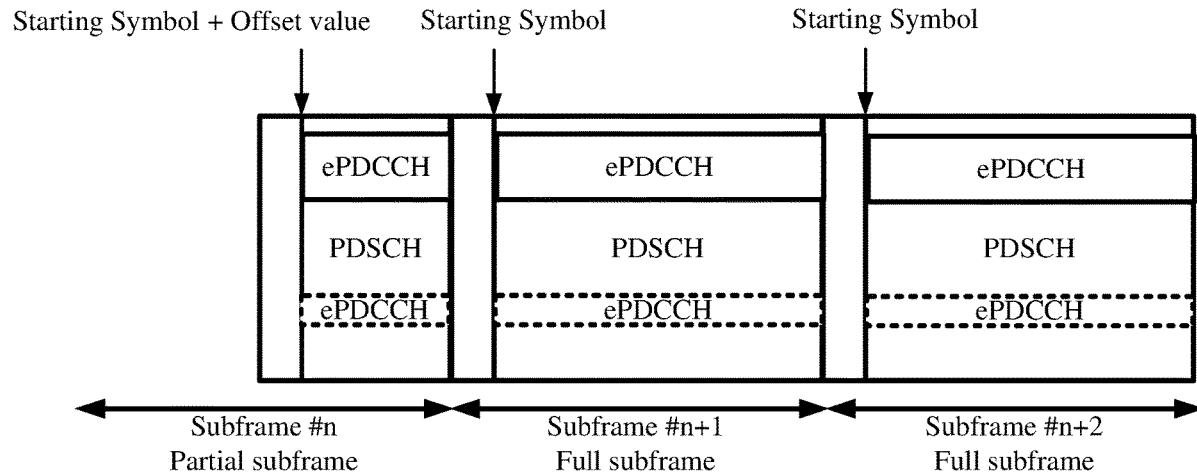 Starting Symbol + Offset value
Starting Symbol
Starting Symbol
ePDCCH
ePDCCH
ePDCCH
PDSCH
PDSCH
PDSCH
ePDCCH
ePDCCH
ePDCCH
Subframe #n
Subframe #n+1
Subframe #n+2
Partial subframe
Full subframe
Full subframe